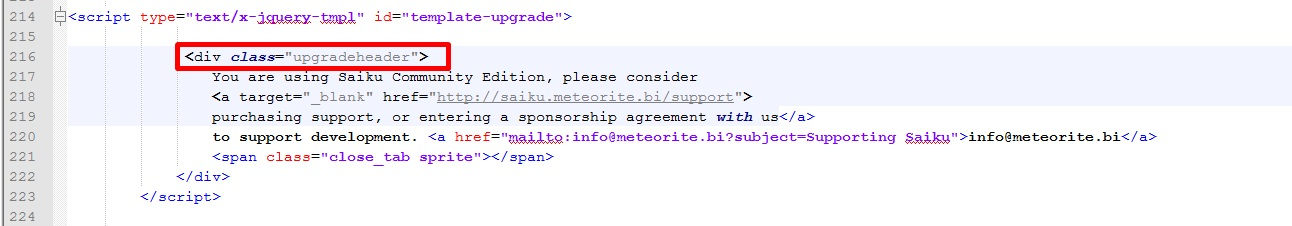 214 <script type="text/x-jquery-tmpl" id="template-upgrade">
215
216 <div class="upgradeheader">
217 You are using Saiku Community Edition, please consider
218 <a target="_blank" href="http://saiku.meteorite.bi/support">
219 purchasing support, or entering a sponsorship agreement with us</a>
220 to support development. <a href="mailto:info@meteorite.bi?subject=Supporting Saiku">info@meteorite.bi</a>
221 <span class="close_tab sprite"></span>
222 </div>
223 </script>
224